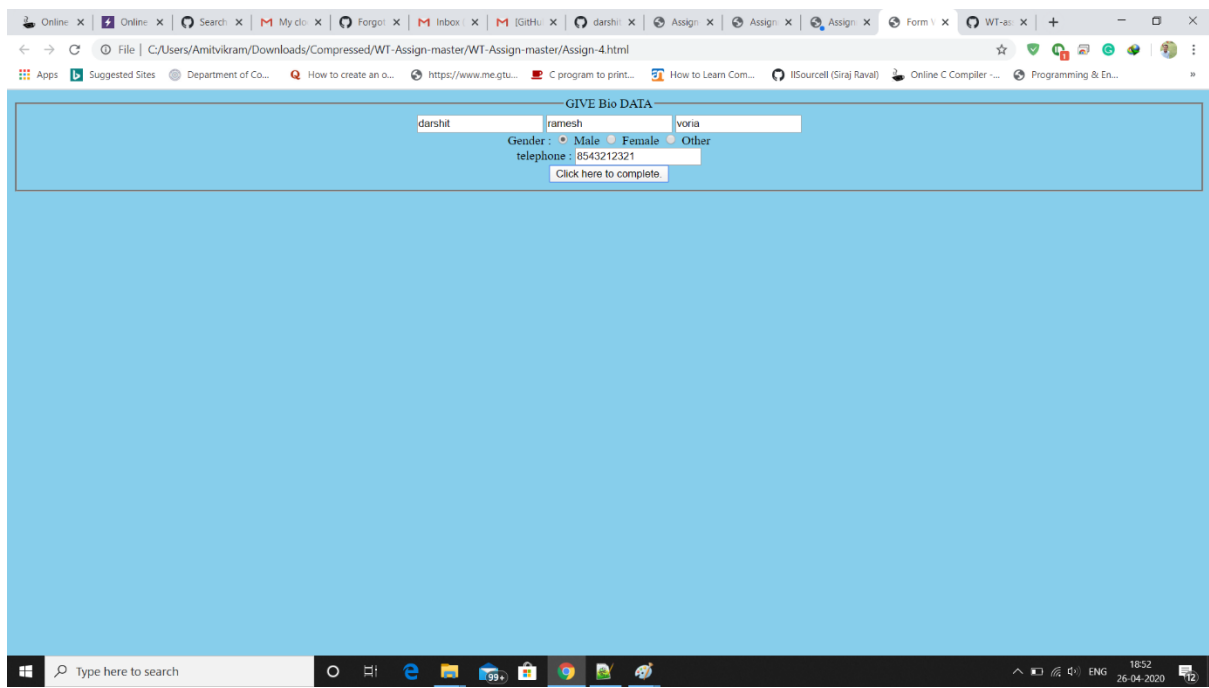 Online Online Search My clo Forgot Inbox [GitHu darshit Assign Assign Assign Form V WT-as
File | C:/Users/Amitvikram/Downloads/Compressed/WT-Assign-master/WT-Assign-master/Assign-4.html
Apps Suggested Sites Department of Co... How to create an o... https://www.me.gtu... C program to print... How to Learn Com... IISourcell (Siraj Raval) Online C Compiler -... Programming & En... »
GIVE Bio DATA
darshit ramesh voria
Gender : Male Female Other
telephone : 8543212321
Click here to complete.
Type here to search 99+ ENG 18:52
26-04-2020 12